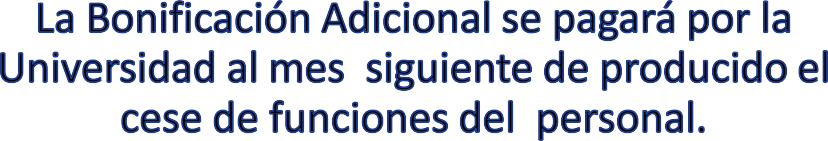 La Bonificación Adicional se pagará por la
Universidad al mes  siguiente de producido el
cese de funciones del  personal.